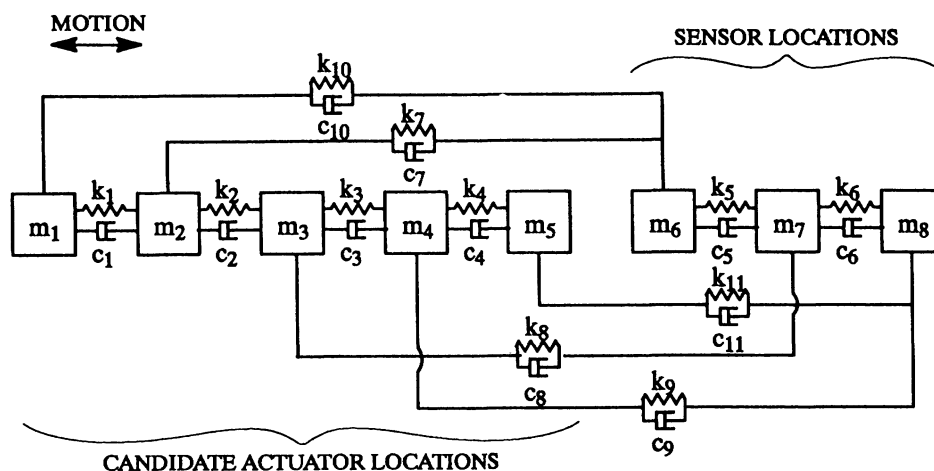 MOTION
SENSOR LOCATIONS
k10
c10
k7
c7
k1 k2 k3 k4 k5 k6
m1 m2 m3 m4 m5 m6 m7 m8
c1 c2 c3 c4 c5 c6
k11
c11
k8
c8
k9
c9
CANDIDATE ACTUATOR LOCATIONS